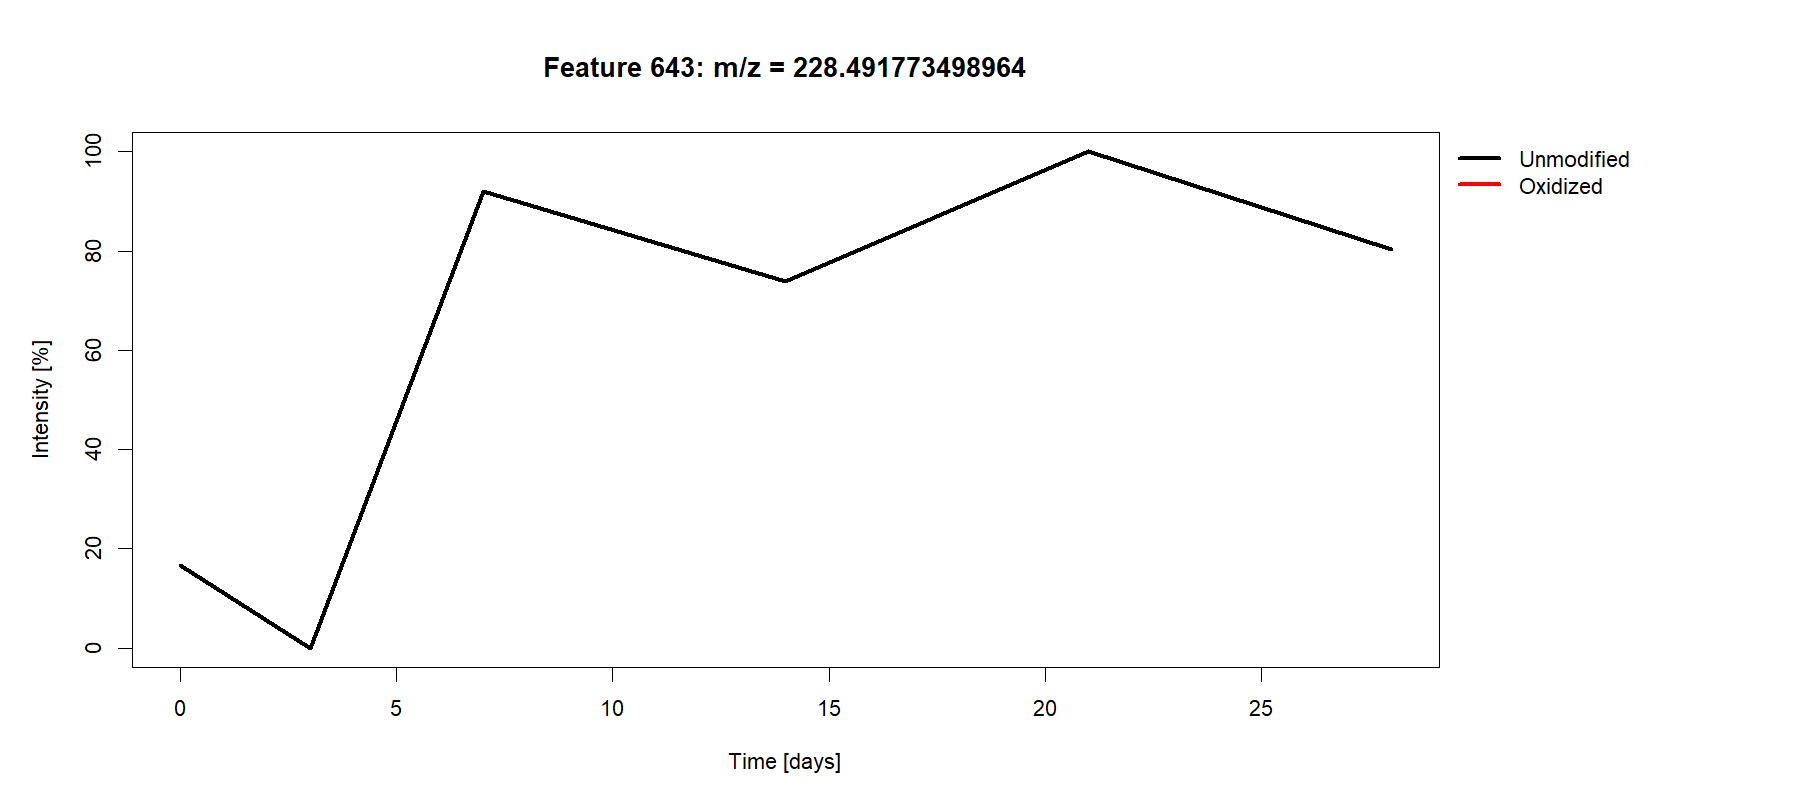 Feature 643: m/z = 228.491773498964
Unmodified
Oxidized
Intensity [%]
100
80
60
40
20
0
0 5 10 15 20 25
Time [days]